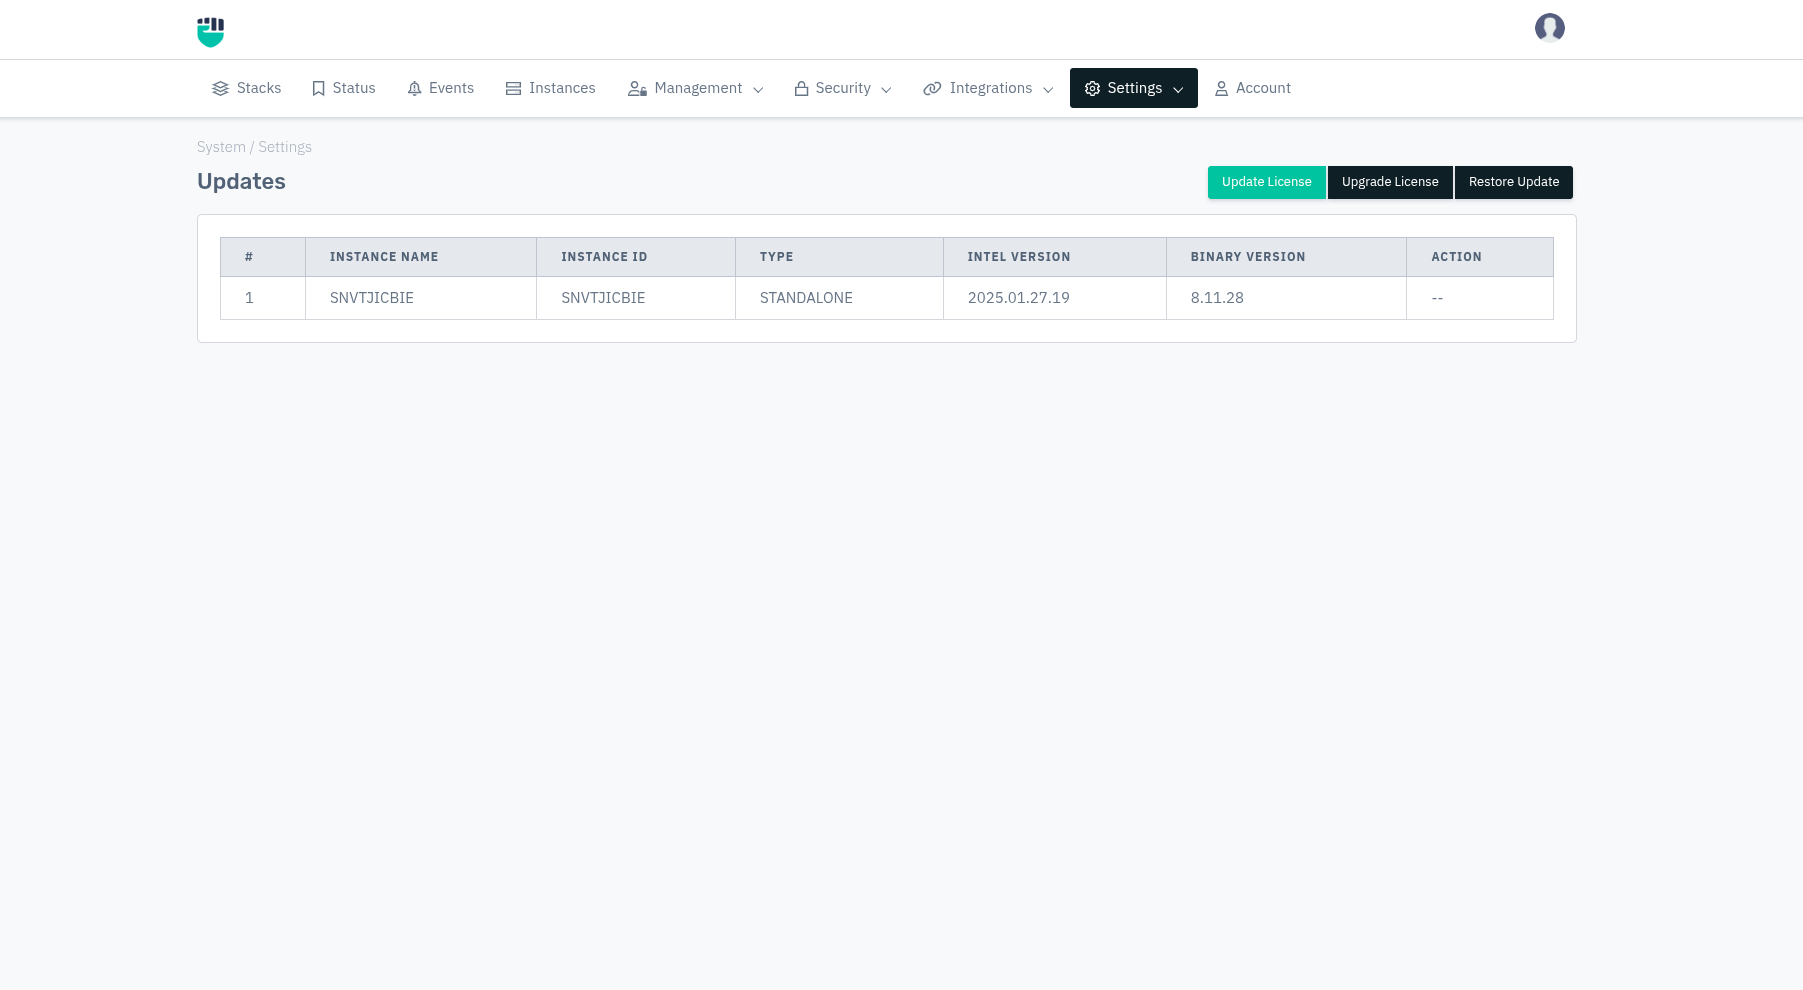 Stacks Status Events Instances Management Security Integrations Settings Account
System / Settings
Updates
Update License Upgrade License Restore Update
# INSTANCE NAME INSTANCE ID TYPE INTEL VERSION BINARY VERSION ACTION
1 SNVTJICBIE SNVTJICBIE STANDALONE 2025.01.27.19 8.11.28 --